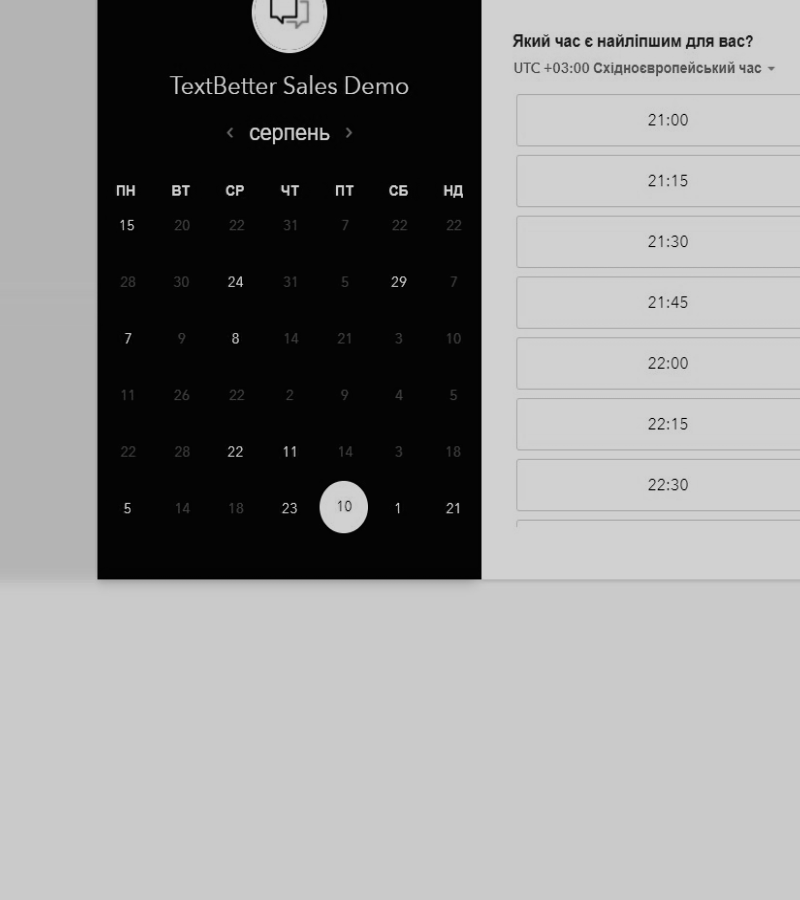 TextBetter Sales Demo
серпень
ПН ВТ СР ЧТ ПТ СБ НД
15 20 22 31 7 22 22
28 30 24 31 5 29 7
7 9 8 14 21 3 10
11 26 22 2 9 4 5
22 28 22 11 14 3 18
5 14 18 23 10 1 21
Який час є найліпшим для вас?
UTC +03:00 Східноєвропейський час
21:00
21:15
21:30
21:45
22:00
22:15
22:30